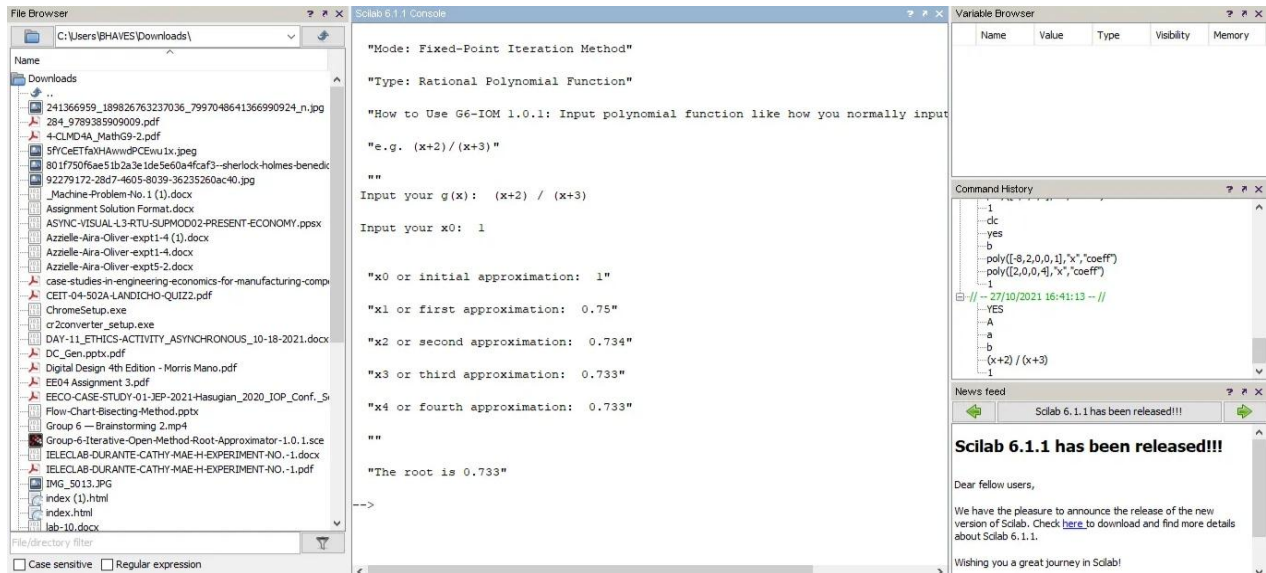 File Browser
C:\Users\BHAVES\Downloads\
Name
Downloads
..
241366959_189826763237036_7997048641366990924_n.jpg
284_9789385909009.pdf
4-CLMD4A_MathG9-2.pdf
5fYCeETfaXHAwwdPCEwu1x.jpeg
801f750f6ae51b2a3e1de5e60a4fcaf3--sherlock-holmes-benedic
92279172-28d7-4605-8039-36235260ac40.jpg
_Machine-Problem-No.1 (1).docx
Assignment Solution Format.docx
ASYNC-VISUAL-L3-RTU-SUPMOD02-PRESENT-ECONOMY.ppsx
Azzielle-Aira-Oliver-expt1-4 (1).docx
Azzielle-Aira-Oliver-expt1-4.docx
Azzielle-Aira-Oliver-expt5-2.docx
case-studies-in-engineering-economics-for-manufacturing-comp
CEIT-04-502A-LANDICHO-QUIZ2.pdf
ChromeSetup.exe
cr2converter_setup.exe
DAY-11_ETHICS-ACTIVITY_ASYNCHRONOUS_10-18-2021.docx
DC_Gen.pptx.pdf
Digital Design 4th Edition - Morris Mano.pdf
EE04 Assignment 3.pdf
EECO-CASE-STUDY-01-JEP-2021-Hasugian_2020_IOP_Conf._S
Flow-Chart-Bisecting-Method.pptx
Group 6 — Brainstorming 2.mp4
Group-6-Iterative-Open-Method-Root-Approximator-1.0.1.sce
IELECLAB-DURANTE-CATHY-MAE-H-EXPERIMENT-NO.-1.docx
IELECLAB-DURANTE-CATHY-MAE-H-EXPERIMENT-NO.-1.pdf
IMG_5013.JPG
index (1).html
index.html
lab-10.docx
File/directory filter
Case sensitive Regular expression
Scilab 6.1.1 Console
"Mode: Fixed-Point Iteration Method"
"Type: Rational Polynomial Function"
"How to Use G6-IOM 1.0.1: Input polynomial function like how you normally input
"e.g. (x+2)/(x+3)"
""
Input your g(x): (x+2) / (x+3)
Input your x0: 1
"x0 or initial approximation: 1"
"x1 or first approximation: 0.75"
"x2 or second approximation: 0.734"
"x3 or third approximation: 0.733"
"x4 or fourth approximation: 0.733"
""
"The root is 0.733"
-->
Variable Browser
Name Value Type Visibility Memory
Command History
1
clc
yes
b
poly([-8,2,0,0,1],"x","coeff")
poly([2,0,0,4],"x","coeff")
1
// -- 27/10/2021 16:41:13 -- //
YES
A
a
b
(x+2) / (x+3)
1
News feed
Scilab 6.1.1 has been released!!!
Scilab 6.1.1 has been released!!!
Dear fellow users,
We have the pleasure to announce the release of the new
version of Scilab. Check here to download and find more details
about Scilab 6.1.1.
Wishing you a great journey in Scilab!